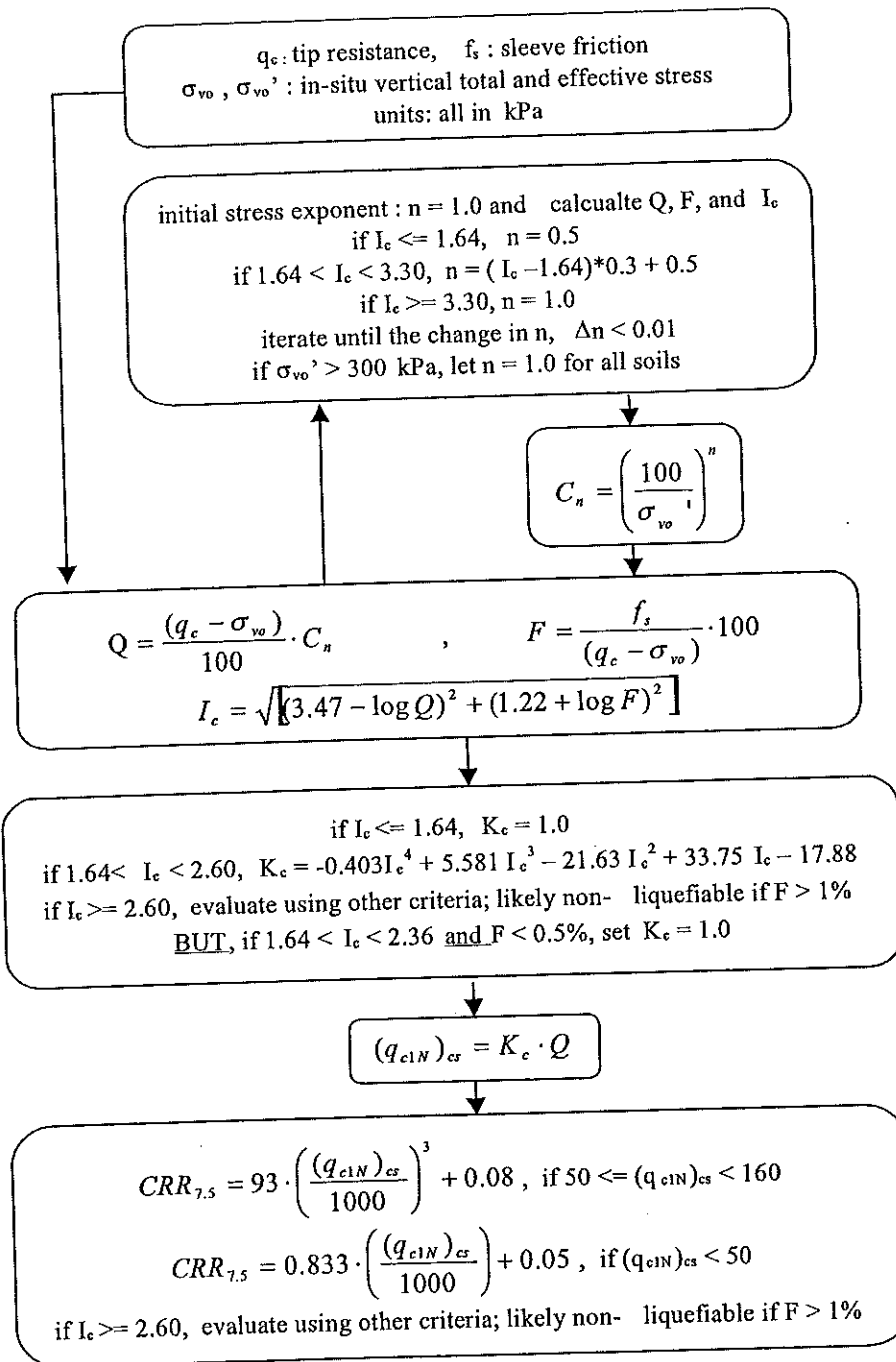 q_c : tip resistance, f_s : sleeve friction
σ_vo , σ_vo' : in-situ vertical total and effective stress
units: all in kPa
initial stress exponent : n = 1.0 and calcualte Q, F, and I_c
if I_c <= 1.64, n = 0.5
if 1.64 < I_c < 3.30, n = ( I_c –1.64)*0.3 + 0.5
if I_c >= 3.30, n = 1.0
iterate until the change in n, Δn < 0.01
if σ_vo' > 300 kPa, let n = 1.0 for all soils
C_n = (100 / σ_vo')^n
Q = (q_c − σ_vo) / 100 · C_n , F = f_s / (q_c − σ_vo) · 100
I_c = √[(3.47 − log Q)² + (1.22 + log F)²]
if I_c <= 1.64, K_c = 1.0
if 1.64< I_c < 2.60, K_c = -0.403I_c⁴ + 5.581 I_c³ – 21.63 I_c² + 33.75 I_c – 17.88
if I_c >= 2.60, evaluate using other criteria; likely non- liquefiable if F > 1%
BUT, if 1.64 < I_c < 2.36 and F < 0.5%, set K_c = 1.0
(q_c1N)_cs = K_c · Q
CRR_7.5 = 93 · ((q_c1N)_cs / 1000)³ + 0.08 , if 50 <= (q_c1N)_cs < 160
CRR_7.5 = 0.833 · ((q_c1N)_cs / 1000) + 0.05 , if (q_c1N)_cs < 50
if I_c >= 2.60, evaluate using other criteria; likely non- liquefiable if F > 1%